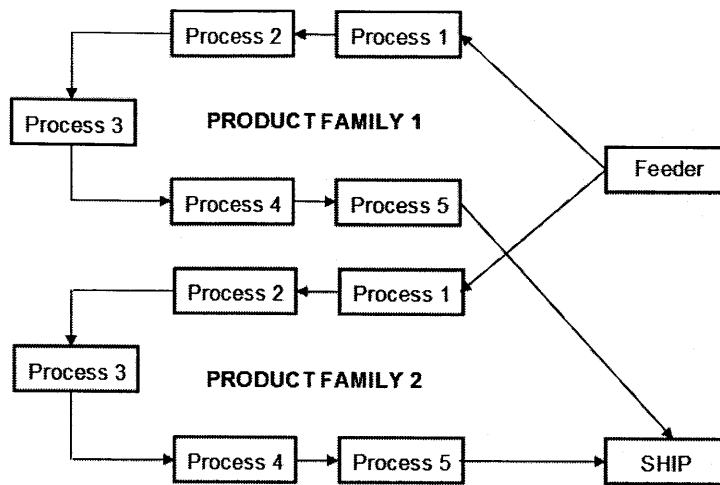 Process 2
Process 1
Process 3
PRODUCT FAMILY 1
Feeder
Process 4
Process 5
Process 2
Process 1
Process 3
PRODUCT FAMILY 2
Process 4
Process 5
SHIP